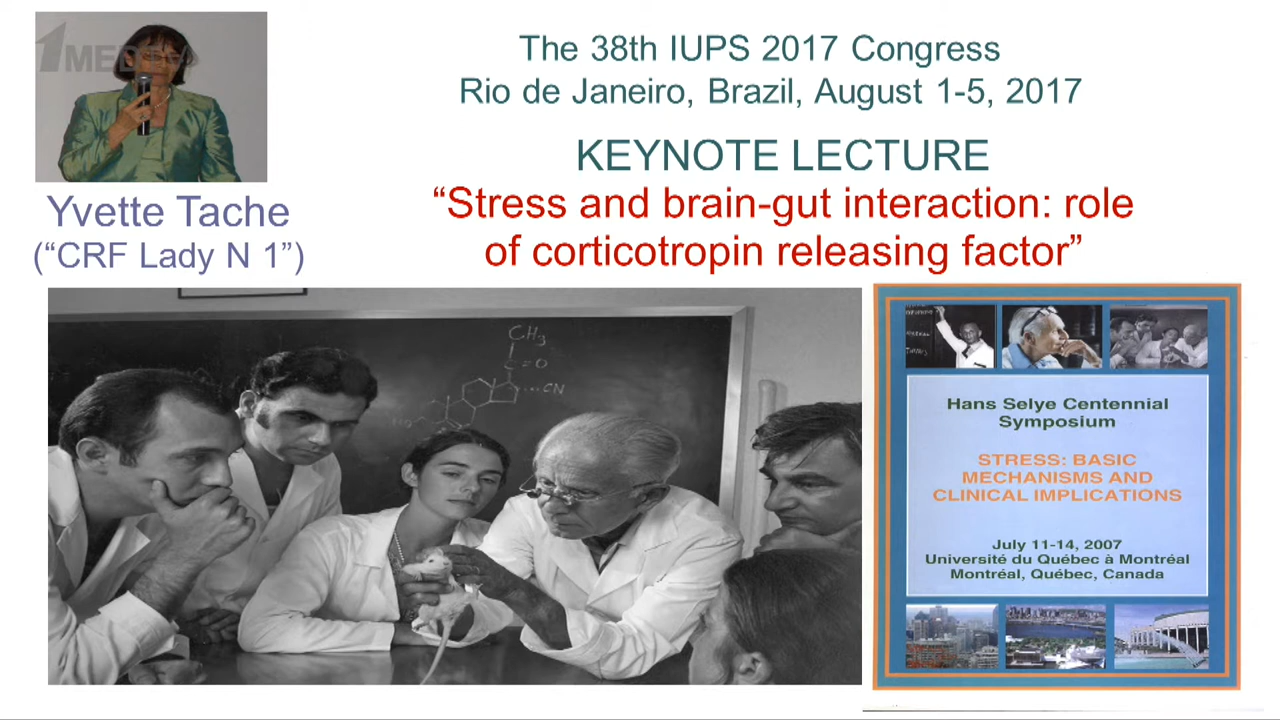 1MEDTV
The 38th IUPS 2017 Congress
Rio de Janeiro, Brazil, August 1-5, 2017
KEYNOTE LECTURE
“Stress and brain-gut interaction: role
of corticotropin releasing factor”
Yvette Tache
(“CRF Lady N 1”)
CH3
C=O
CN
Hans Selye Centennial
Symposium
STRESS: BASIC
MECHANISMS AND
CLINICAL IMPLICATIONS
July 11-14, 2007
Université du Québec à Montréal
Montréal, Québec, Canada